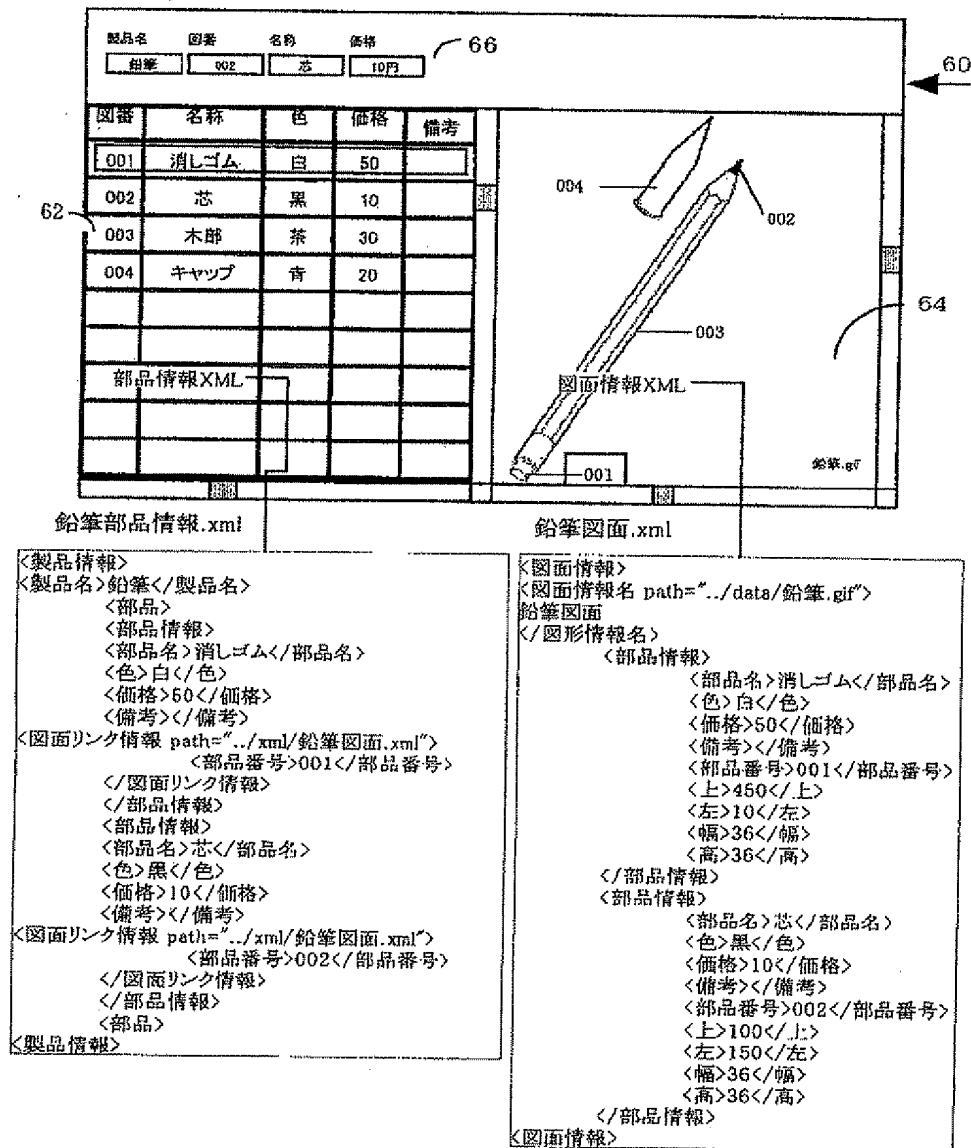 製品名 図番 名称 価格
鉛筆 002 芯 10円
66
60
図番 名称 色 価格 備考
001 消しゴム 白 50
002 芯 黒 10
003 木部 茶 30
004 キャップ 青 20
62
部品情報XML
004
002
003
64
図面情報XML
001
鉛筆.gif
鉛筆部品情報.xml
<製品情報>
<製品名>鉛筆</製品名>
<部品>
<部品情報>
<部品名>消しゴム</部品名>
<色>白</色>
<価格>50</価格>
<備考></備考>
<図面リンク情報 path="../xml/鉛筆図面.xml">
<部品番号>001</部品番号>
</図面リンク情報>
</部品情報>
<部品情報>
<部品名>芯</部品名>
<色>黒</色>
<価格>10</価格>
<備考></備考>
<図面リンク情報 path="../xml/鉛筆図面.xml">
<部品番号>002</部品番号>
</図面リンク情報>
</部品情報>
<部品>
<製品情報>
鉛筆図面.xml
<図面情報>
<図面情報名 path="../data/鉛筆.gif">
鉛筆図面
</図形情報名>
<部品情報>
<部品名>消しゴム</部品名>
<色>白</色>
<価格>50</価格>
<備考></備考>
<部品番号>001</部品番号>
<上>450</上>
<左>10</左>
<幅>36</幅>
<高>36</高>
</部品情報>
<部品情報>
<部品名>芯</部品名>
<色>黒</色>
<価格>10</価格>
<備考></備考>
<部品番号>002</部品番号>
<上>100</上>
<左>150</左>
<幅>36</幅>
<高>36</高>
</部品情報>
<図面情報>